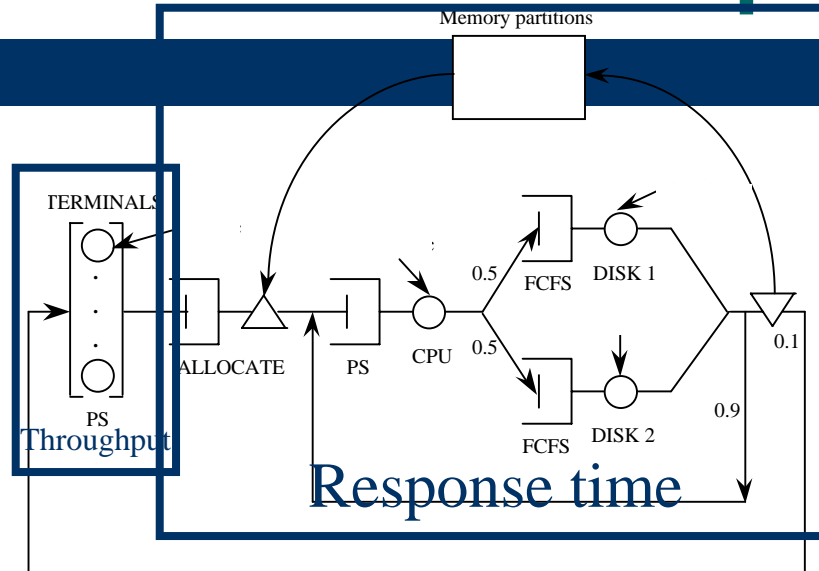 Memory partitions
TERMINALS
0.5
FCFS
DISK 1
ALLOCATE
PS
CPU
0.5
0.1
PS
FCFS
DISK 2
0.9
Throughput
Response time